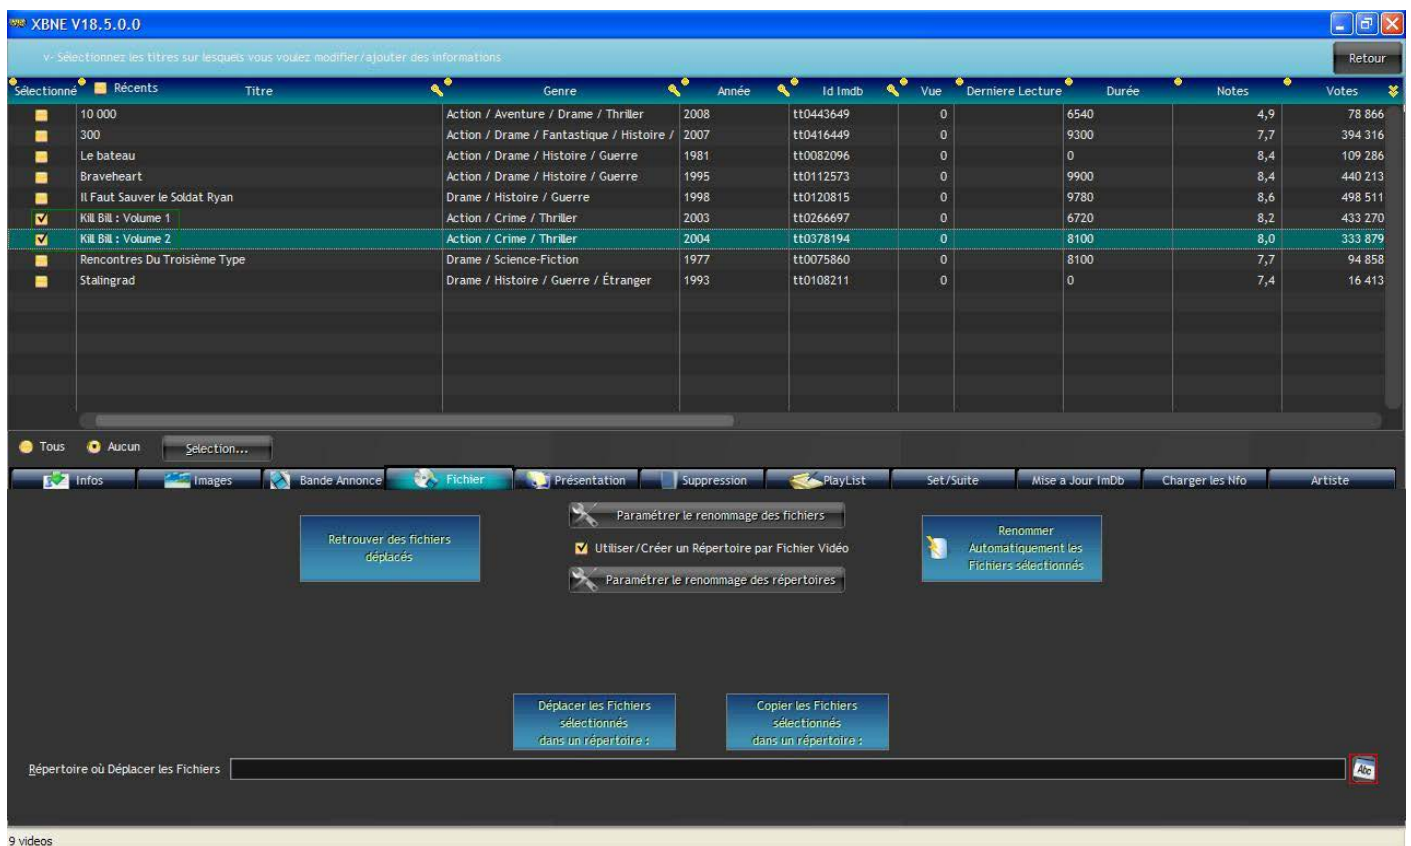 XBNE V18.5.0.0
v- Sélectionnez les titres sur lesquels vous voulez modifier/ajouter des informations
Retour
Sélectionné Récents Titre Genre Année Id Imdb Vue Derniere Lecture Durée Notes Votes
10 000 Action / Aventure / Drame / Thriller 2008 tt0443649 0 6540 4,9 78 866
300 Action / Drame / Fantastique / Histoire / 2007 tt0416449 0 9300 7,7 394 316
Le bateau Action / Drame / Histoire / Guerre 1981 tt0082096 0 0 8,4 109 286
Braveheart Action / Drame / Histoire / Guerre 1995 tt0112573 0 9900 8,4 440 213
Il Faut Sauver le Soldat Ryan Drame / Histoire / Guerre 1998 tt0120815 0 9780 8,6 498 511
Kill Bill : Volume 1 Action / Crime / Thriller 2003 tt0266697 0 6720 8,2 433 270
Kill Bill : Volume 2 Action / Crime / Thriller 2004 tt0378194 0 8100 8,0 333 879
Rencontres Du Troisième Type Drame / Science-Fiction 1977 tt0075860 0 8100 7,7 94 858
Stalingrad Drame / Histoire / Guerre / Étranger 1993 tt0108211 0 0 7,4 16 413
Tous Aucun Selection...
Infos Images Bande Annonce Fichier Présentation Suppression PlayList Set/Suite Mise a Jour ImDb Charger les Nfo Artiste
Retrouver des fichiers
déplacés
Paramétrer le renommage des fichiers
Utiliser/Créer un Répertoire par Fichier Vidéo
Paramétrer le renommage des répertoires
Renommer
Automatiquement les
Fichiers sélectionnés
Déplacer les Fichiers
sélectionnés
dans un répertoire :
Copier les Fichiers
sélectionnés
dans un répertoire :
Répertoire où Déplacer les Fichiers
Abc
9 videos